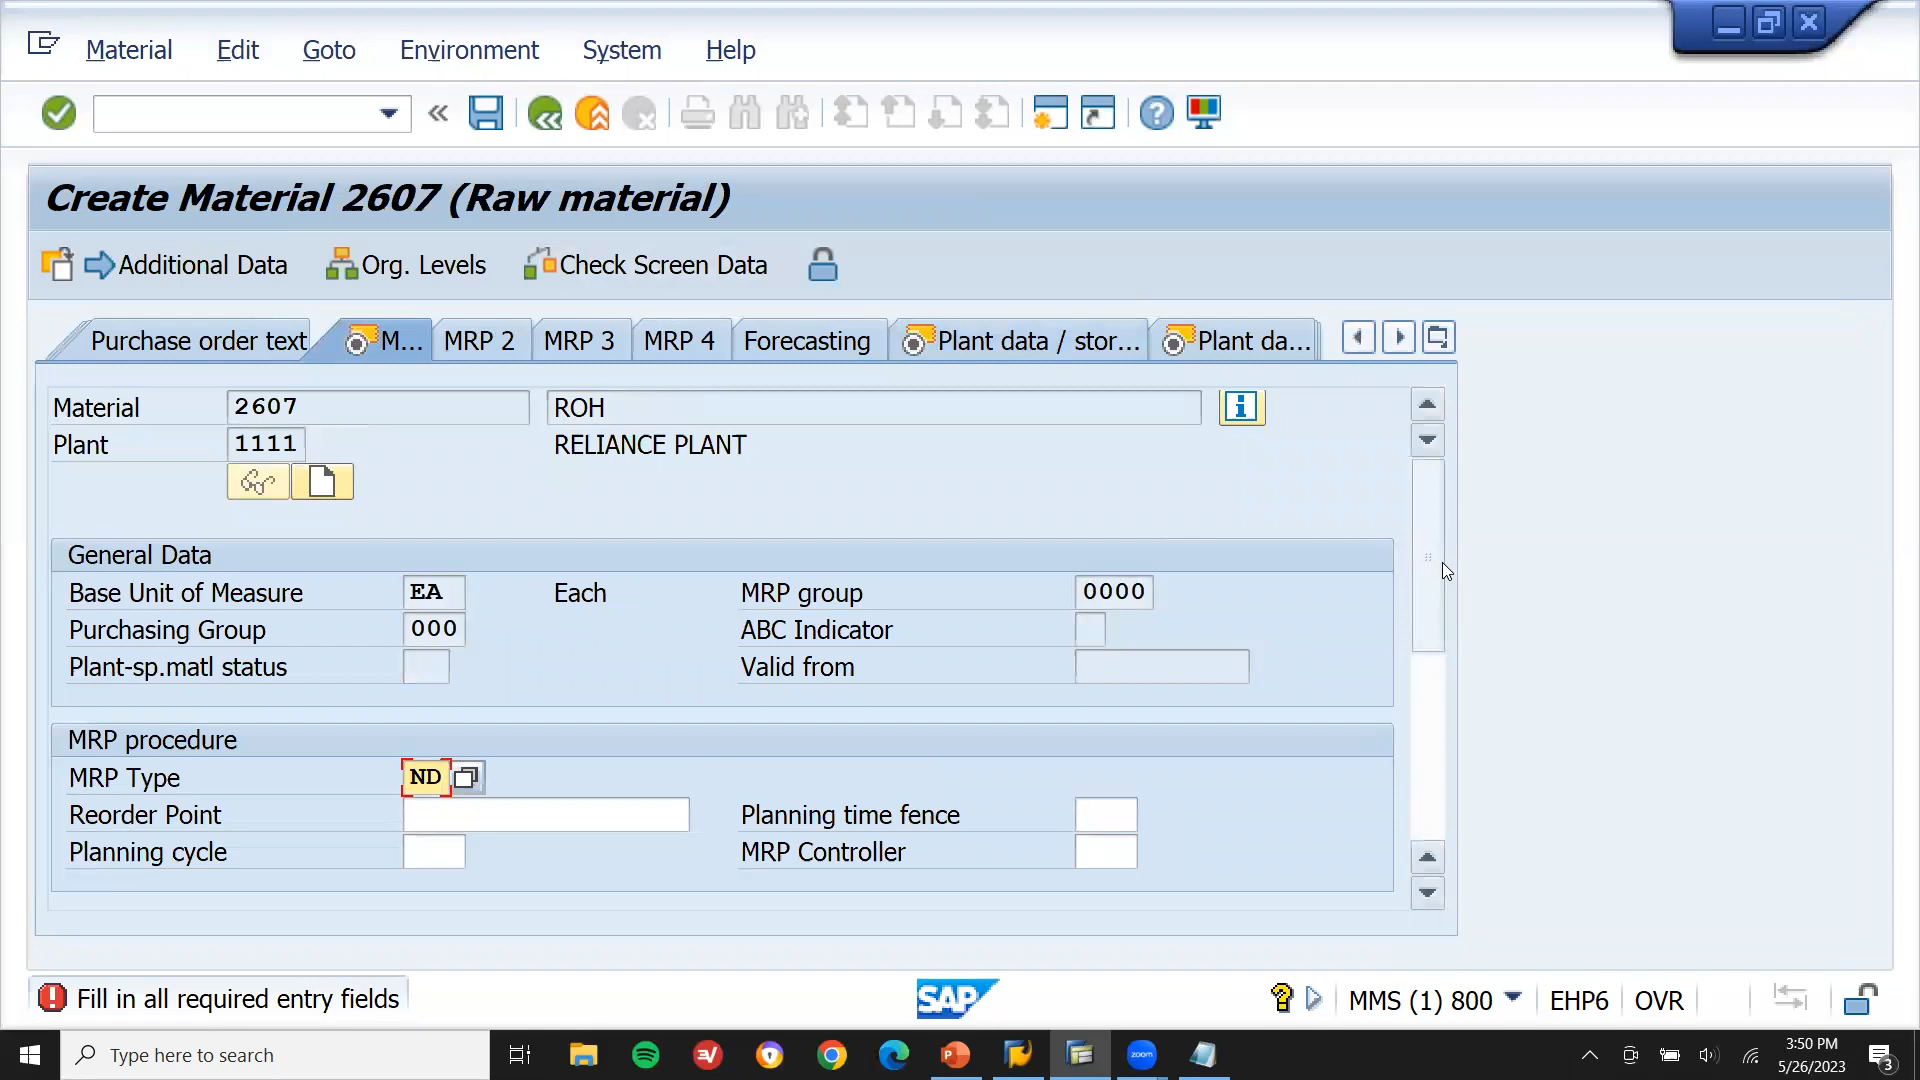 Material Edit Goto Environment System Help
Create Material 2607 (Raw material)
Additional Data Org. Levels Check Screen Data
Purchase order text M... MRP 2 MRP 3 MRP 4 Forecasting Plant data / stor... Plant da...
Material 2607 ROH
Plant 1111 RELIANCE PLANT
General Data
Base Unit of Measure EA Each MRP group 0000
Purchasing Group 000 ABC Indicator
Plant-sp.matl status Valid from
MRP procedure
MRP Type ND
Reorder Point Planning time fence
Planning cycle MRP Controller
Fill in all required entry fields SAP MMS (1) 800 EHP6 OVR
Type here to search zoom 3:50 PM
5/26/2023 3